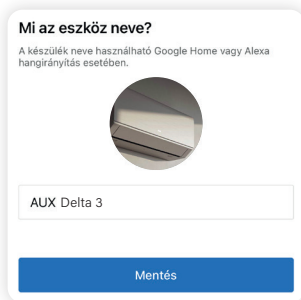 Mi az eszköz neve?
A készülék neve használható Google Home vagy Alexa
hangirányítás esetében.
AUX Delta 3
Mentés